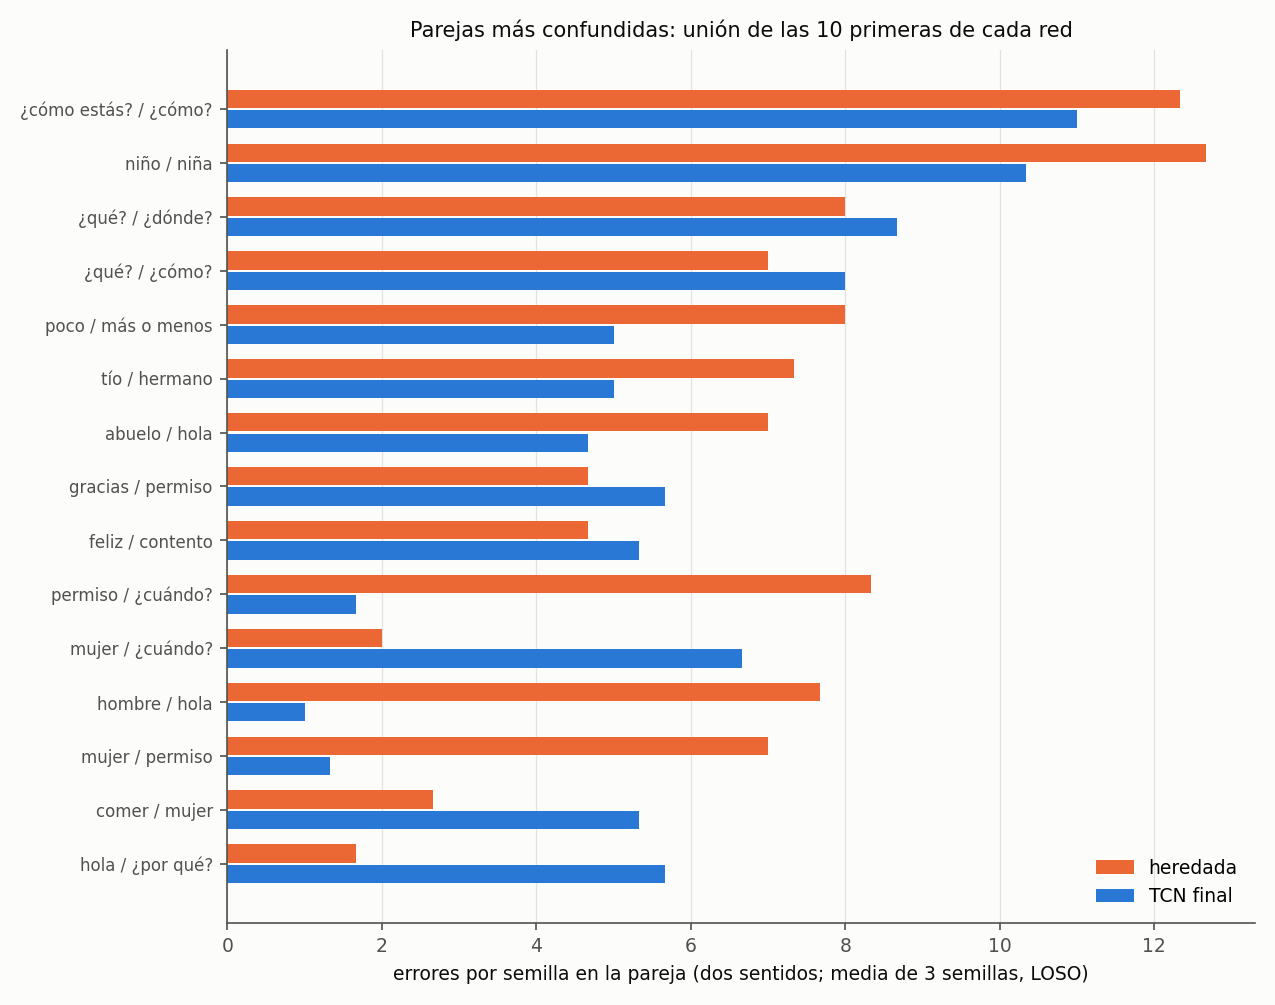 Parejas más confundidas: unión de las 10 primeras de cada red
¿cómo estás? / ¿cómo?
niño / niña
¿qué? / ¿dónde?
¿qué? / ¿cómo?
poco / más o menos
tío / hermano
abuelo / hola
gracias / permiso
feliz / contento
permiso / ¿cuándo?
mujer / ¿cuándo?
hombre / hola
mujer / permiso
comer / mujer
hola / ¿por qué?
heredada
TCN final
0 2 4 6 8 10 12
errores por semilla en la pareja (dos sentidos; media de 3 semillas, LOSO)